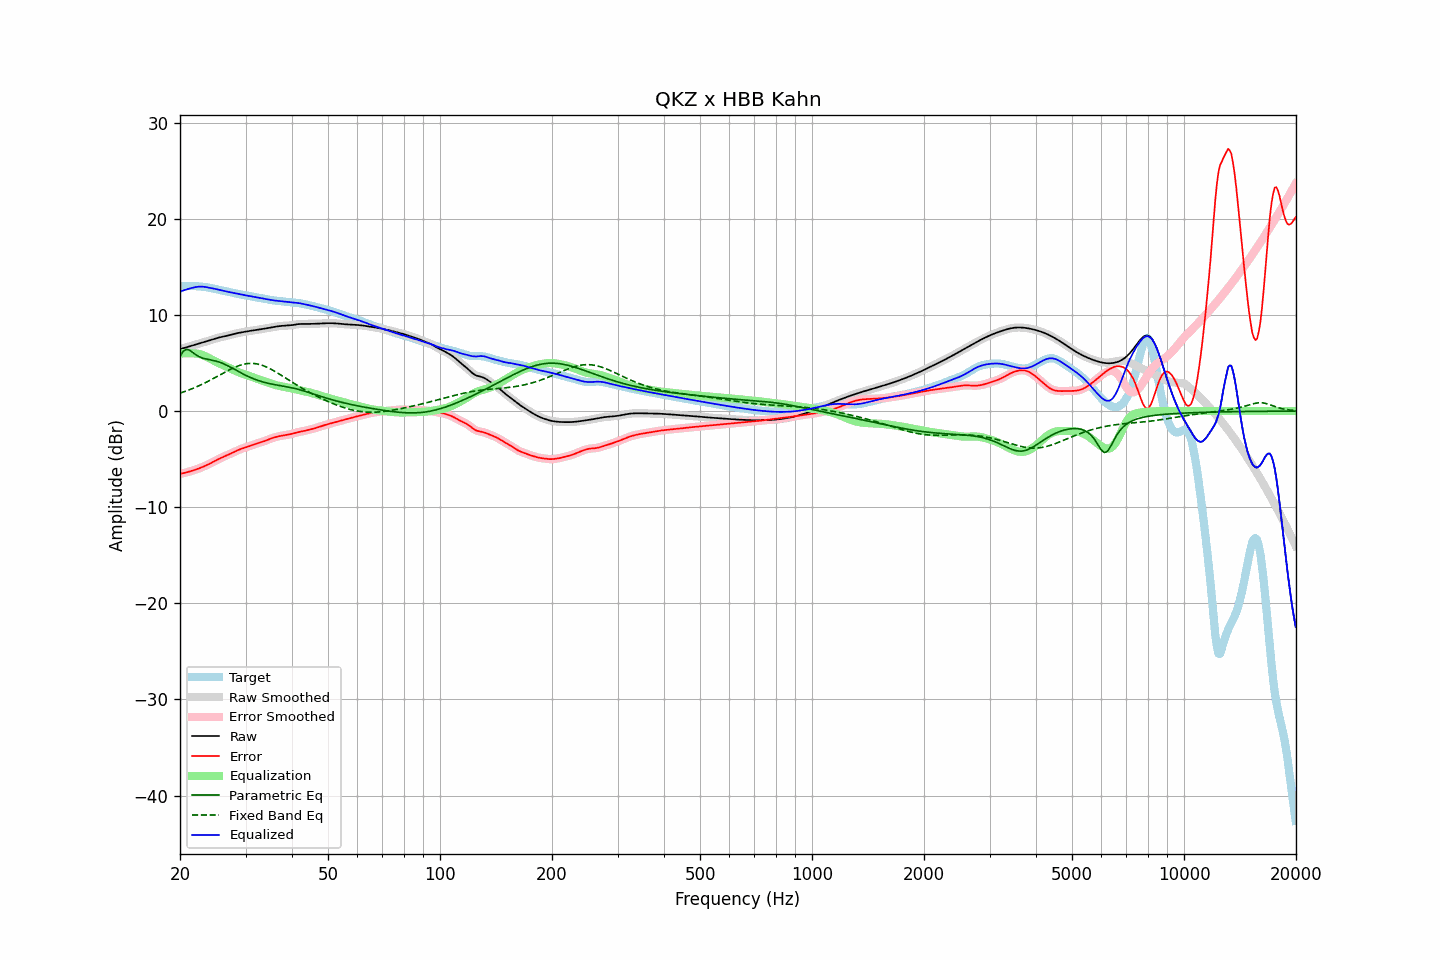 QKZ x HBB Kahn
Amplitude (dBr)
30
20
10
0
−10
−20
−30
−40
Target
Raw Smoothed
Error Smoothed
Raw
Error
Equalization
Parametric Eq
Fixed Band Eq
Equalized
20 50 100 200 500 1000 2000 5000 10000 20000
Frequency (Hz)